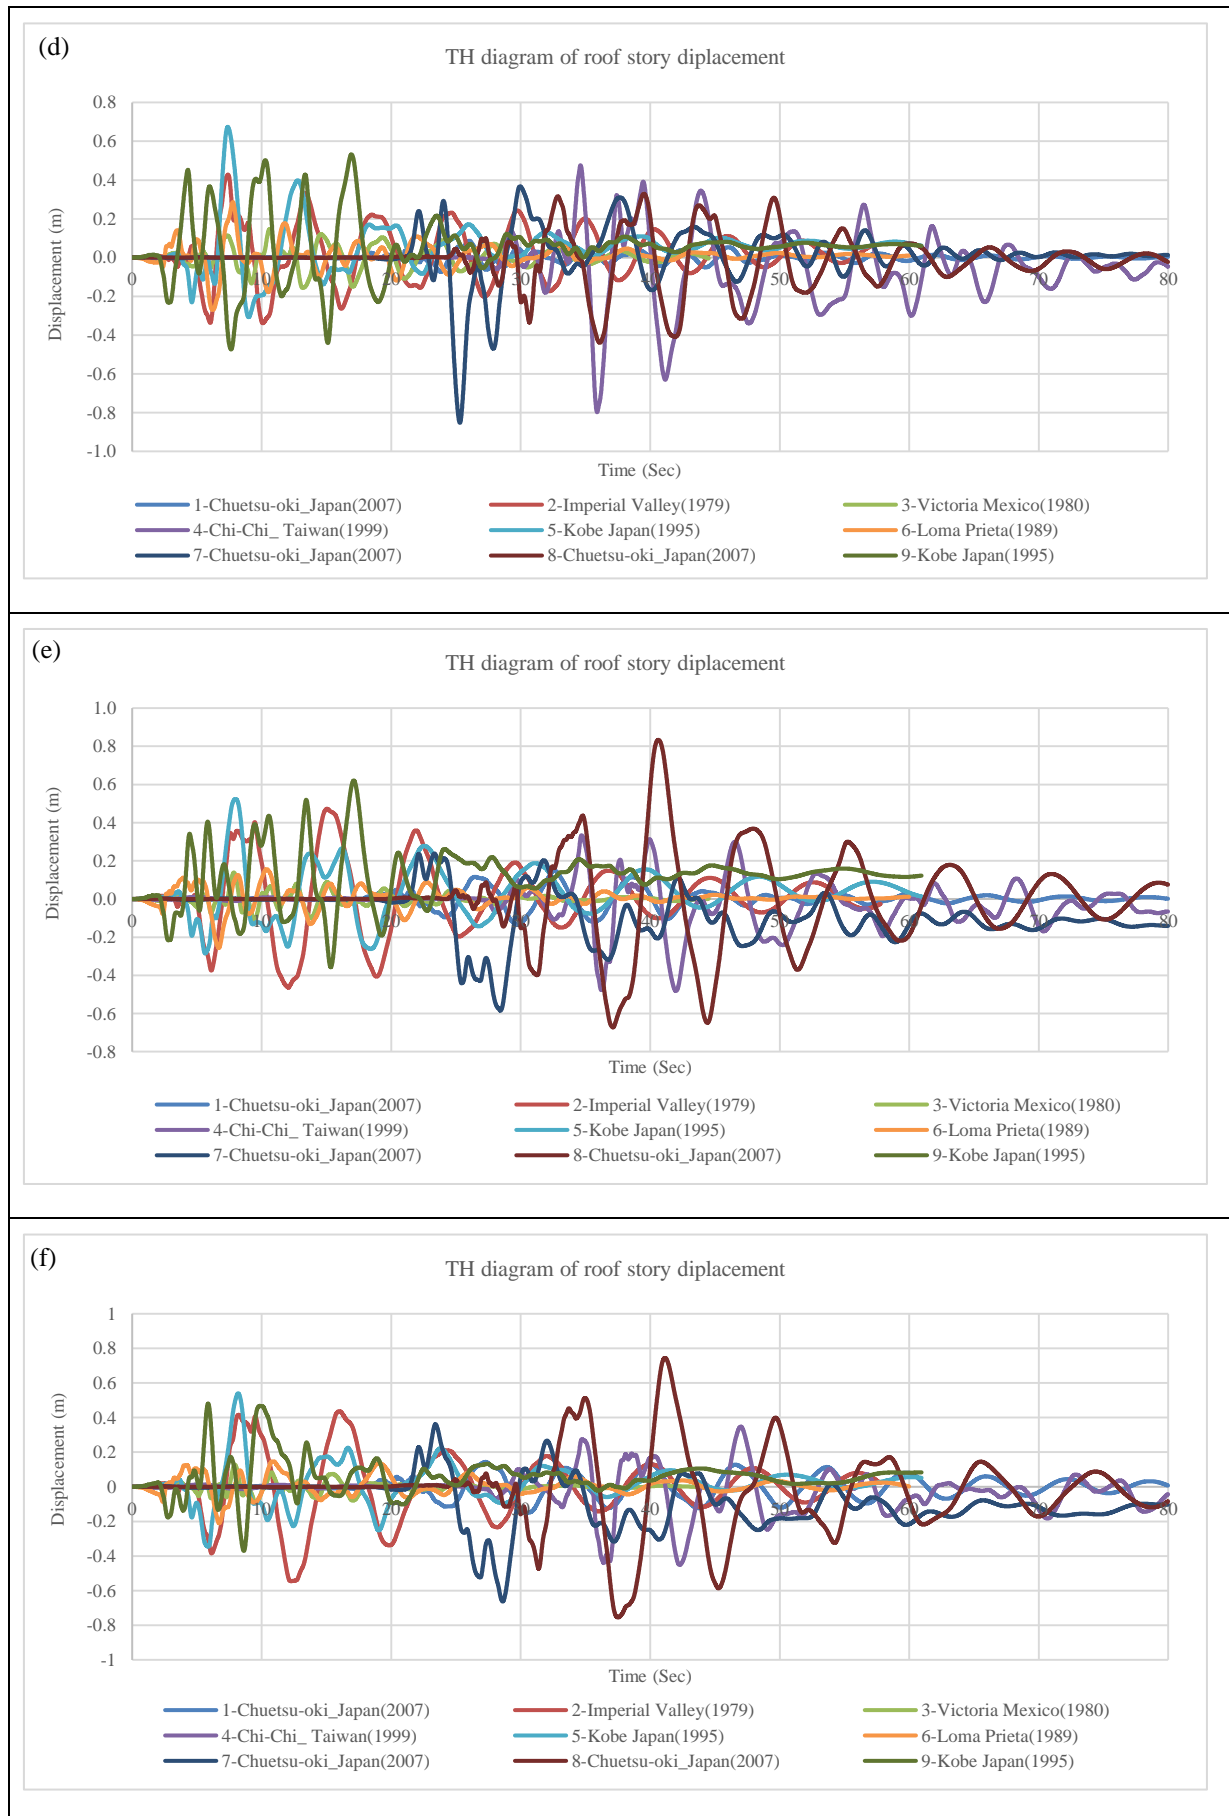 (d)
TH diagram of roof story diplacement
0.8
0.6
0.4
0.2
0.0
-0.2
-0.4
-0.6
-0.8
-1.0
Displacement (m)
0 10 20 30 40 50 60 70 80
Time (Sec)
1-Chuetsu-oki_Japan(2007) 2-Imperial Valley(1979) 3-Victoria Mexico(1980)
4-Chi-Chi_ Taiwan(1999) 5-Kobe Japan(1995) 6-Loma Prieta(1989)
7-Chuetsu-oki_Japan(2007) 8-Chuetsu-oki_Japan(2007) 9-Kobe Japan(1995)
(e)
TH diagram of roof story diplacement
1.0
0.8
0.6
0.4
0.2
0.0
-0.2
-0.4
-0.6
-0.8
Displacement (m)
0 10 20 30 40 50 60 70 80
Time (Sec)
1-Chuetsu-oki_Japan(2007) 2-Imperial Valley(1979) 3-Victoria Mexico(1980)
4-Chi-Chi_ Taiwan(1999) 5-Kobe Japan(1995) 6-Loma Prieta(1989)
7-Chuetsu-oki_Japan(2007) 8-Chuetsu-oki_Japan(2007) 9-Kobe Japan(1995)
(f)
TH diagram of roof story diplacement
1
0.8
0.6
0.4
0.2
0
-0.2
-0.4
-0.6
-0.8
-1
Displacement (m)
0 10 20 30 40 50 60 70 80
Time (Sec)
1-Chuetsu-oki_Japan(2007) 2-Imperial Valley(1979) 3-Victoria Mexico(1980)
4-Chi-Chi_ Taiwan(1999) 5-Kobe Japan(1995) 6-Loma Prieta(1989)
7-Chuetsu-oki_Japan(2007) 8-Chuetsu-oki_Japan(2007) 9-Kobe Japan(1995)